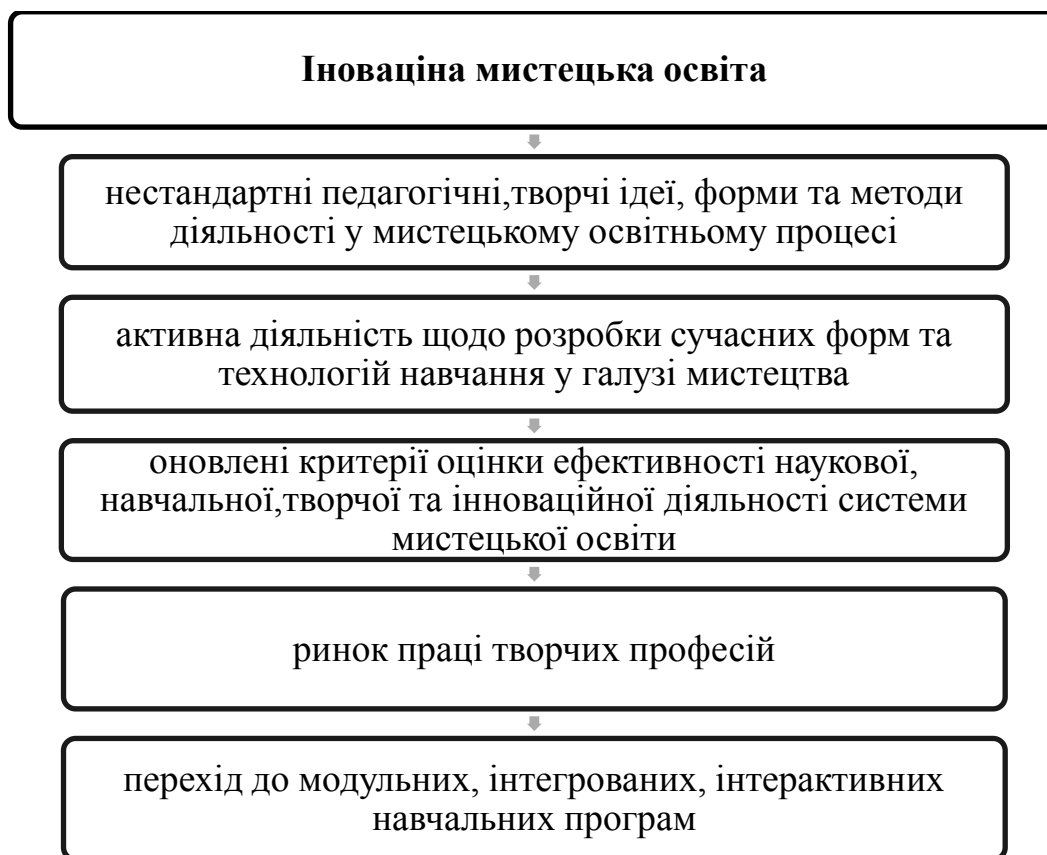 Іноваціна мистецька освіта
нестандартні педагогічні,творчі ідеї, форми та методи
діяльності у мистецькому освітньому процесі
активна діяльність щодо розробки сучасних форм та
технологій навчання у галузі мистецтва
оновлені критерії оцінки ефективності наукової,
навчальної,творчої та інноваційної діяльності системи
мистецької освіти
ринок праці творчих професій
перехід до модульних, інтегрованих, інтерактивних
навчальних програм